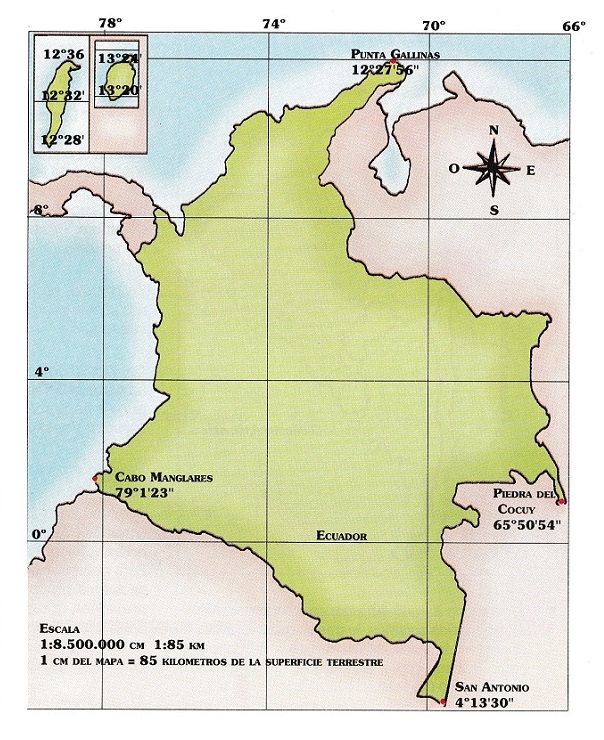 78° 74° 70° 66°
12°36
12°32'
12°28'
13°24'
13°20'
PUNTA GALLINAS
12°27'56"
N
O E
S
8°
4°
CABO MANGLARES
79°1'23"
PIEDRA DEL
COCUY
65°50'54"
0°
ECUADOR
ESCALA
1:8.500.000 CM 1:85 KM
1 CM DEL MAPA = 85 KILOMETROS DE LA SUPERFICIE TERRESTRE
SAN ANTONIO
4°13'30"